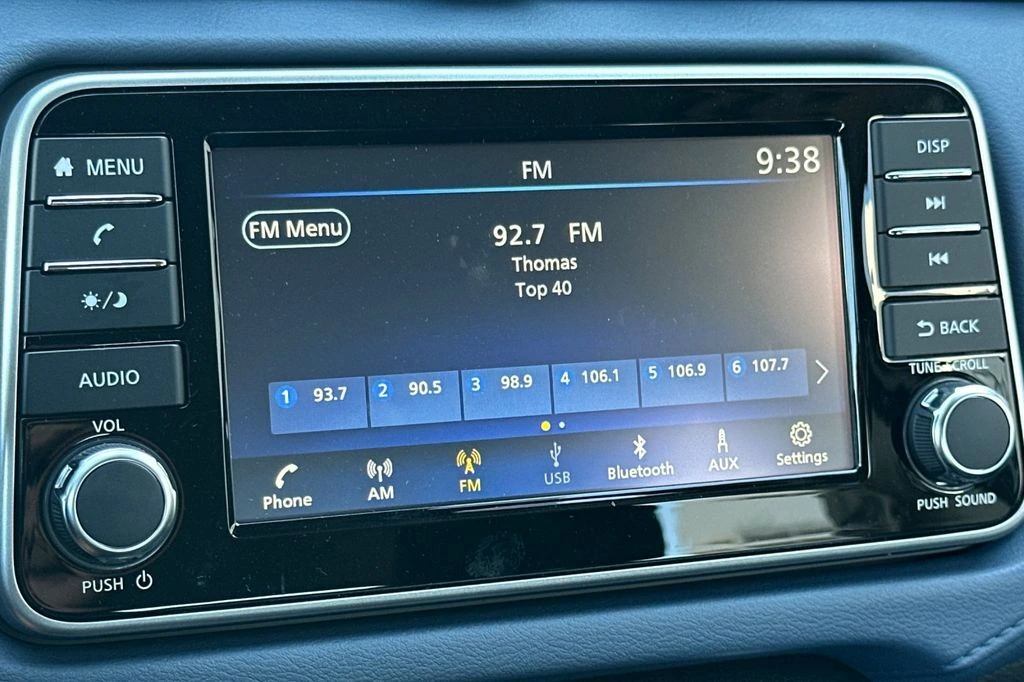 MENU
AUDIO
VOL
PUSH
FM
9:38
FM Menu
92.7 FM
Thomas
Top 40
1 93.7
2 90.5
3 98.9
4 106.1
5 106.9
6 107.7
Phone
AM
FM
USB
Bluetooth
AUX
Settings
DISP
BACK
TUNE·SCROLL
PUSH SOUND